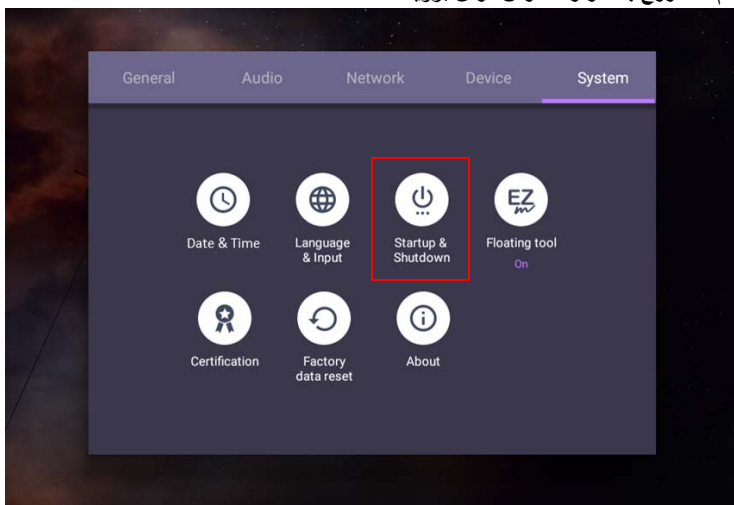 General Audio Network Device System
Date & Time
Language
& Input
Startup &
Shutdown
Floating tool
On
Certification
Factory
data reset
About